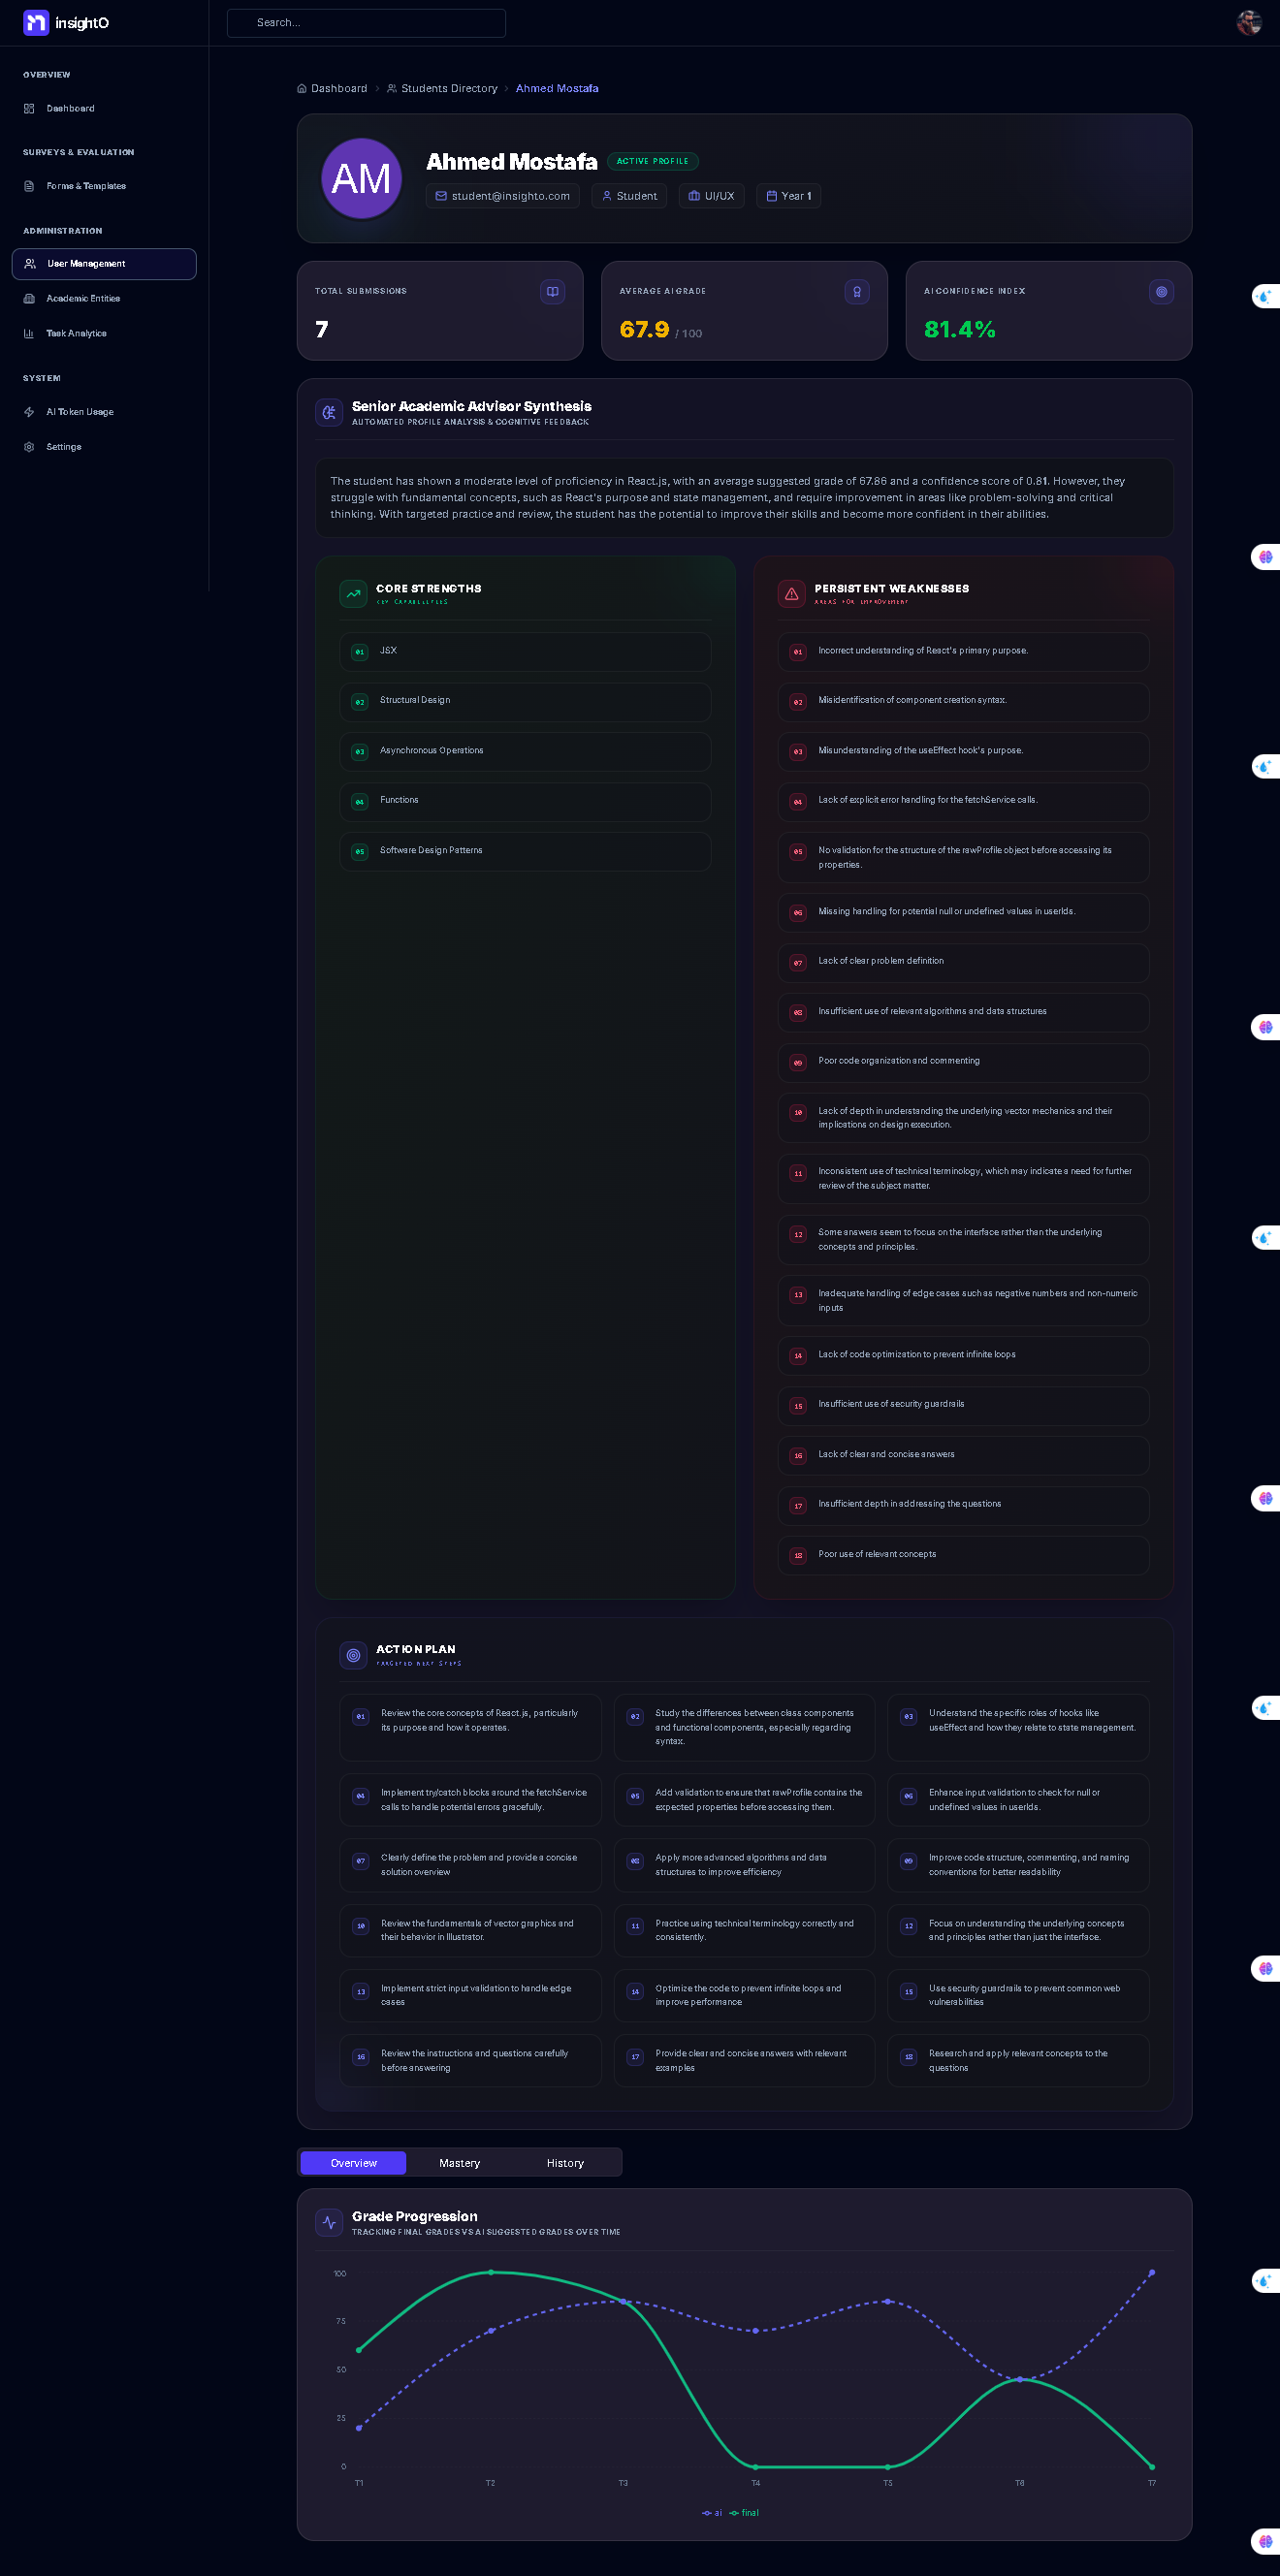 insightO
Search...
OVERVIEW
Dashboard
SURVEYS & EVALUATION
Forms & Templates
ADMINISTRATION
User Management
Academic Entities
Task Analytics
SYSTEM
AI Token Usage
Settings
Dashboard > Students Directory > Ahmed Mostafa
AM
Ahmed Mostafa ACTIVE PROFILE
student@insighto.com Student UI/UX Year 1
TOTAL SUBMISSIONS
7
AVERAGE AI GRADE
67.9 / 100
AI CONFIDENCE INDEX
81.4%
Senior Academic Advisor Synthesis
AUTOMATED PROFILE ANALYSIS & COGNITIVE FEEDBACK
The student has shown a moderate level of proficiency in React.js, with an average suggested grade of 67.86 and a confidence score of 0.81. However, they
struggle with fundamental concepts, such as React's purpose and state management, and require improvement in areas like problem-solving and critical
thinking. With targeted practice and review, the student has the potential to improve their skills and become more confident in their abilities.
CORE STRENGTHS
KEY CAPABILITIES
01 JSX
02 Structural Design
03 Asynchronous Operations
04 Functions
05 Software Design Patterns
PERSISTENT WEAKNESSES
AREAS FOR IMPROVEMENT
01 Incorrect understanding of React's primary purpose.
02 Misidentification of component creation syntax.
03 Misunderstanding of the useEffect hook's purpose.
04 Lack of explicit error handling for the fetchService calls.
05 No validation for the structure of the rawProfile object before accessing its
properties.
06 Missing handling for potential null or undefined values in userIds.
07 Lack of clear problem definition
08 Insufficient use of relevant algorithms and data structures
09 Poor code organization and commenting
10 Lack of depth in understanding the underlying vector mechanics and their
implications on design execution.
11 Inconsistent use of technical terminology, which may indicate a need for further
review of the subject matter.
12 Some answers seem to focus on the interface rather than the underlying
concepts and principles.
13 Inadequate handling of edge cases such as negative numbers and non-numeric
inputs
14 Lack of code optimization to prevent infinite loops
15 Insufficient use of security guardrails
16 Lack of clear and concise answers
17 Insufficient depth in addressing the questions
18 Poor use of relevant concepts
ACTION PLAN
TARGETED NEXT STEPS
01 Review the core concepts of React.js, particularly
its purpose and how it operates.
02 Study the differences between class components
and functional components, especially regarding
syntax.
03 Understand the specific roles of hooks like
useEffect and how they relate to state management.
04 Implement try/catch blocks around the fetchService
calls to handle potential errors gracefully.
05 Add validation to ensure that rawProfile contains the
expected properties before accessing them.
06 Enhance input validation to check for null or
undefined values in userIds.
07 Clearly define the problem and provide a concise
solution overview
08 Apply more advanced algorithms and data
structures to improve efficiency
09 Improve code structure, commenting, and naming
conventions for better readability
10 Review the fundamentals of vector graphics and
their behavior in Illustrator.
11 Practice using technical terminology correctly and
consistently.
12 Focus on understanding the underlying concepts
and principles rather than just the interface.
13 Implement strict input validation to handle edge
cases
14 Optimize the code to prevent infinite loops and
improve performance
15 Use security guardrails to prevent common web
vulnerabilities
16 Review the instructions and questions carefully
before answering
17 Provide clear and concise answers with relevant
examples
18 Research and apply relevant concepts to the
questions
Overview Mastery History
Grade Progression
TRACKING FINAL GRADES VS AI SUGGESTED GRADES OVER TIME
100
75
50
25
0
T1 T2 T3 T4 T5 T6 T7
ai final